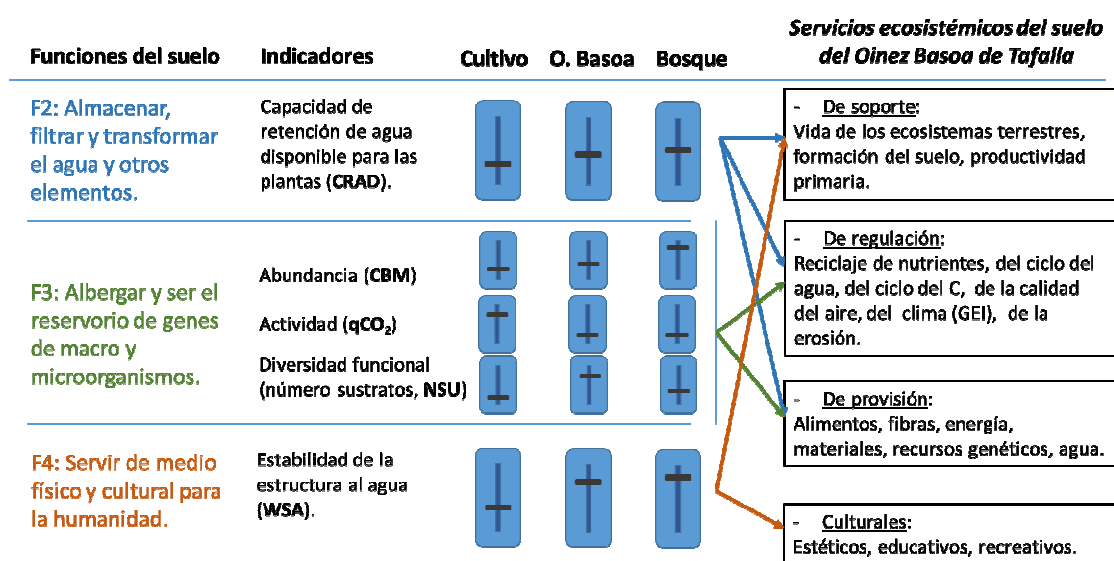 Funciones del suelo
Indicadores
Cultivo
O. Basoa
Bosque
Servicios ecosistémicos del suelo
del Oinez Basoa de Tafalla
F2: Almacenar,
filtrar y transformar
el agua y otros
elementos.
Capacidad de
retención de agua
disponible para las
plantas (CRAD).
F3: Albergar y ser el
reservorio de genes
de macro y
microorganismos.
Abundancia (CBM)
Actividad (qCO₂)
Diversidad funcional
(número sustratos, NSU)
F4: Servir de medio
físico y cultural para
la humanidad.
Estabilidad de la
estructura al agua
(WSA).
- De soporte:
Vida de los ecosistemas terrestres,
formación del suelo, productividad
primaria.
- De regulación:
Reciclaje de nutrientes, del ciclo del
agua, del ciclo del C, de la calidad
del aire, del clima (GEI), de la
erosión.
- De provisión:
Alimentos, fibras, energía,
materiales, recursos genéticos, agua.
- Culturales:
Estéticos, educativos, recreativos.